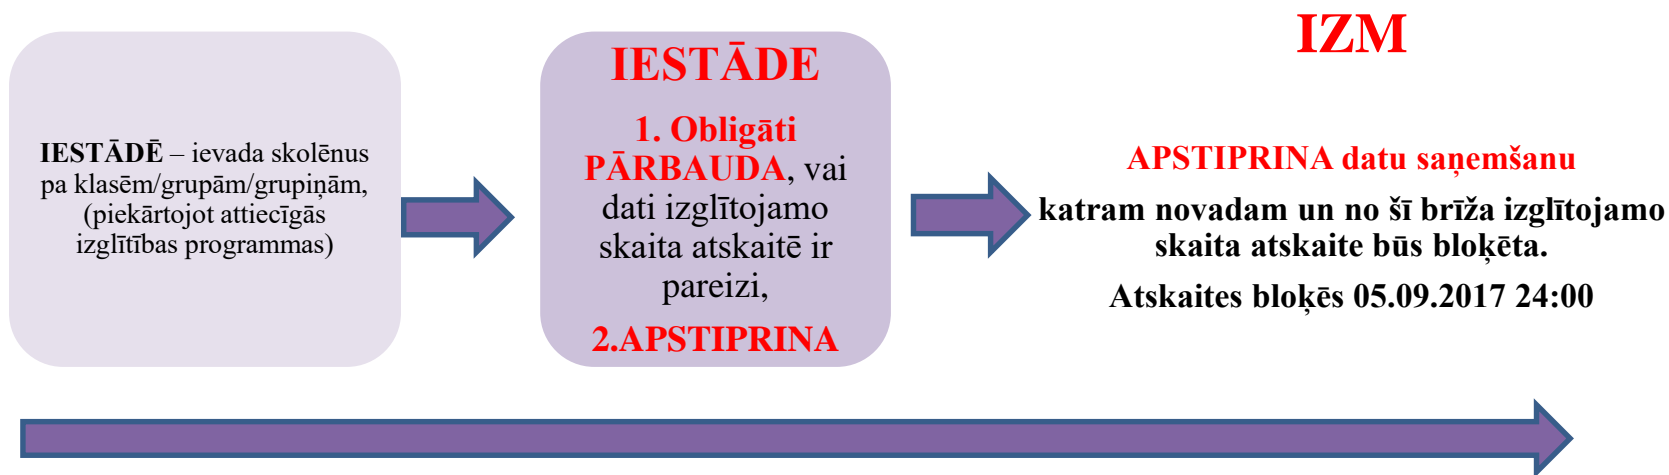 IESTĀDĒ – ievada skolēnus
pa klasēm/grupām/grupiņām,
(piekārtojot attiecīgās
izglītības programmas)
IESTĀDE
1. Obligāti
PĀRBAUDA, vai
dati izglītojamo
skaita atskaitē ir
pareizi,
2.APSTIPRINA
IZM
APSTIPRINA datu saņemšanu
katram novadam un no šī brīža izglītojamo
skaita atskaite būs bloķēta.
Atskaites bloķēs 05.09.2017 24:00